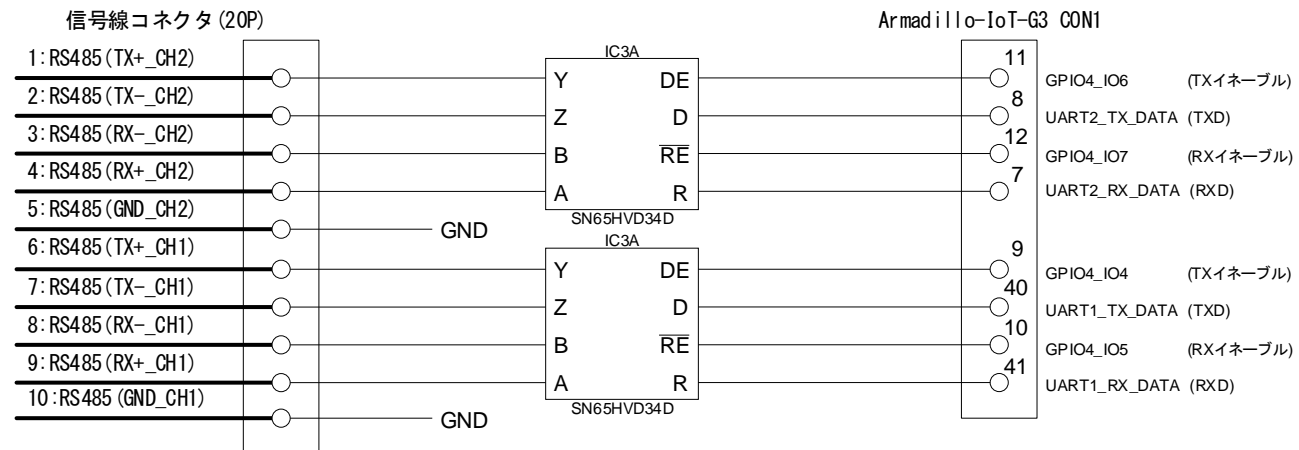 信号線コネクタ(20P)
Armadillo-IoT-G3 CON1
1:RS485(TX+_CH2)
2:RS485(TX-_CH2)
3:RS485(RX-_CH2)
4:RS485(RX+_CH2)
5:RS485(GND_CH2)
6:RS485(TX+_CH1)
7:RS485(TX-_CH1)
8:RS485(RX-_CH1)
9:RS485(RX+_CH1)
10:RS485(GND_CH1)
IC3A
Y DE
Z D
B RE
A R
SN65HVD34D
GND
IC3A
Y DE
Z D
B RE
A R
SN65HVD34D
GND
11 GPIO4_IO6 (TXイネーブル)
8 UART2_TX_DATA (TXD)
12 GPIO4_IO7 (RXイネーブル)
7 UART2_RX_DATA (RXD)
9 GPIO4_IO4 (TXイネーブル)
40 UART1_TX_DATA (TXD)
10 GPIO4_IO5 (RXイネーブル)
41 UART1_RX_DATA (RXD)